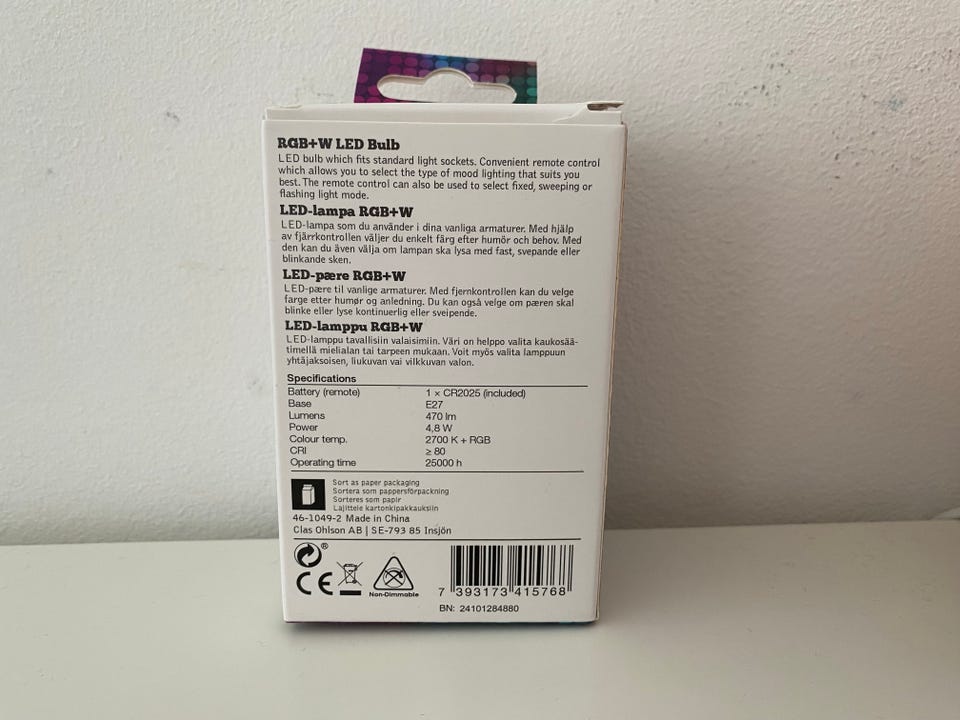 RGB+W LED Bulb
LED bulb which fits standard light sockets. Convenient remote control
which allows you to select the type of mood lighting that suits you
best. The remote control can also be used to select fixed, sweeping or
flashing light mode.
LED-lampa RGB+W
LED-lampa som du använder i dina vanliga armaturer. Med hjälp
av fjärrkontrollen väljer du enkelt färg efter humör och behov. Med
den kan du även välja om lampan ska lysa med fast, svepande eller
blinkande sken.
LED-pære RGB+W
LED-pære til vanlige armaturer. Med fjernkontrollen kan du velge
farge etter humør og anledning. Du kan også velge om pæren skal
blinke eller lyse kontinuerlig eller sveipende.
LED-lamppu RGB+W
LED-lamppu tavallisiin valaisimiin. Väri on helppo valita kaukosää-
timellä mielialan tai tarpeen mukaan. Voit myös valita lamppuun
yhtäjaksoisen, liukuvan vai vilkkuvan valon.
Specifications
Battery (remote) 1 x CR2025 (included)
Base E27
Lumens 470 lm
Power 4,8 W
Colour temp. 2700 K + RGB
CRI ≥ 80
Operating time 25000 h
Sort as paper packaging
Sortera som pappersförpackning
Sorteres som papir
Lajittele kartonkipakkauksiin
46-1049-2 Made in China
Clas Ohlson AB | SE-793 85 Insjön
®
CE
Non-Dimmable
7 393173 415768
BN: 24101284880